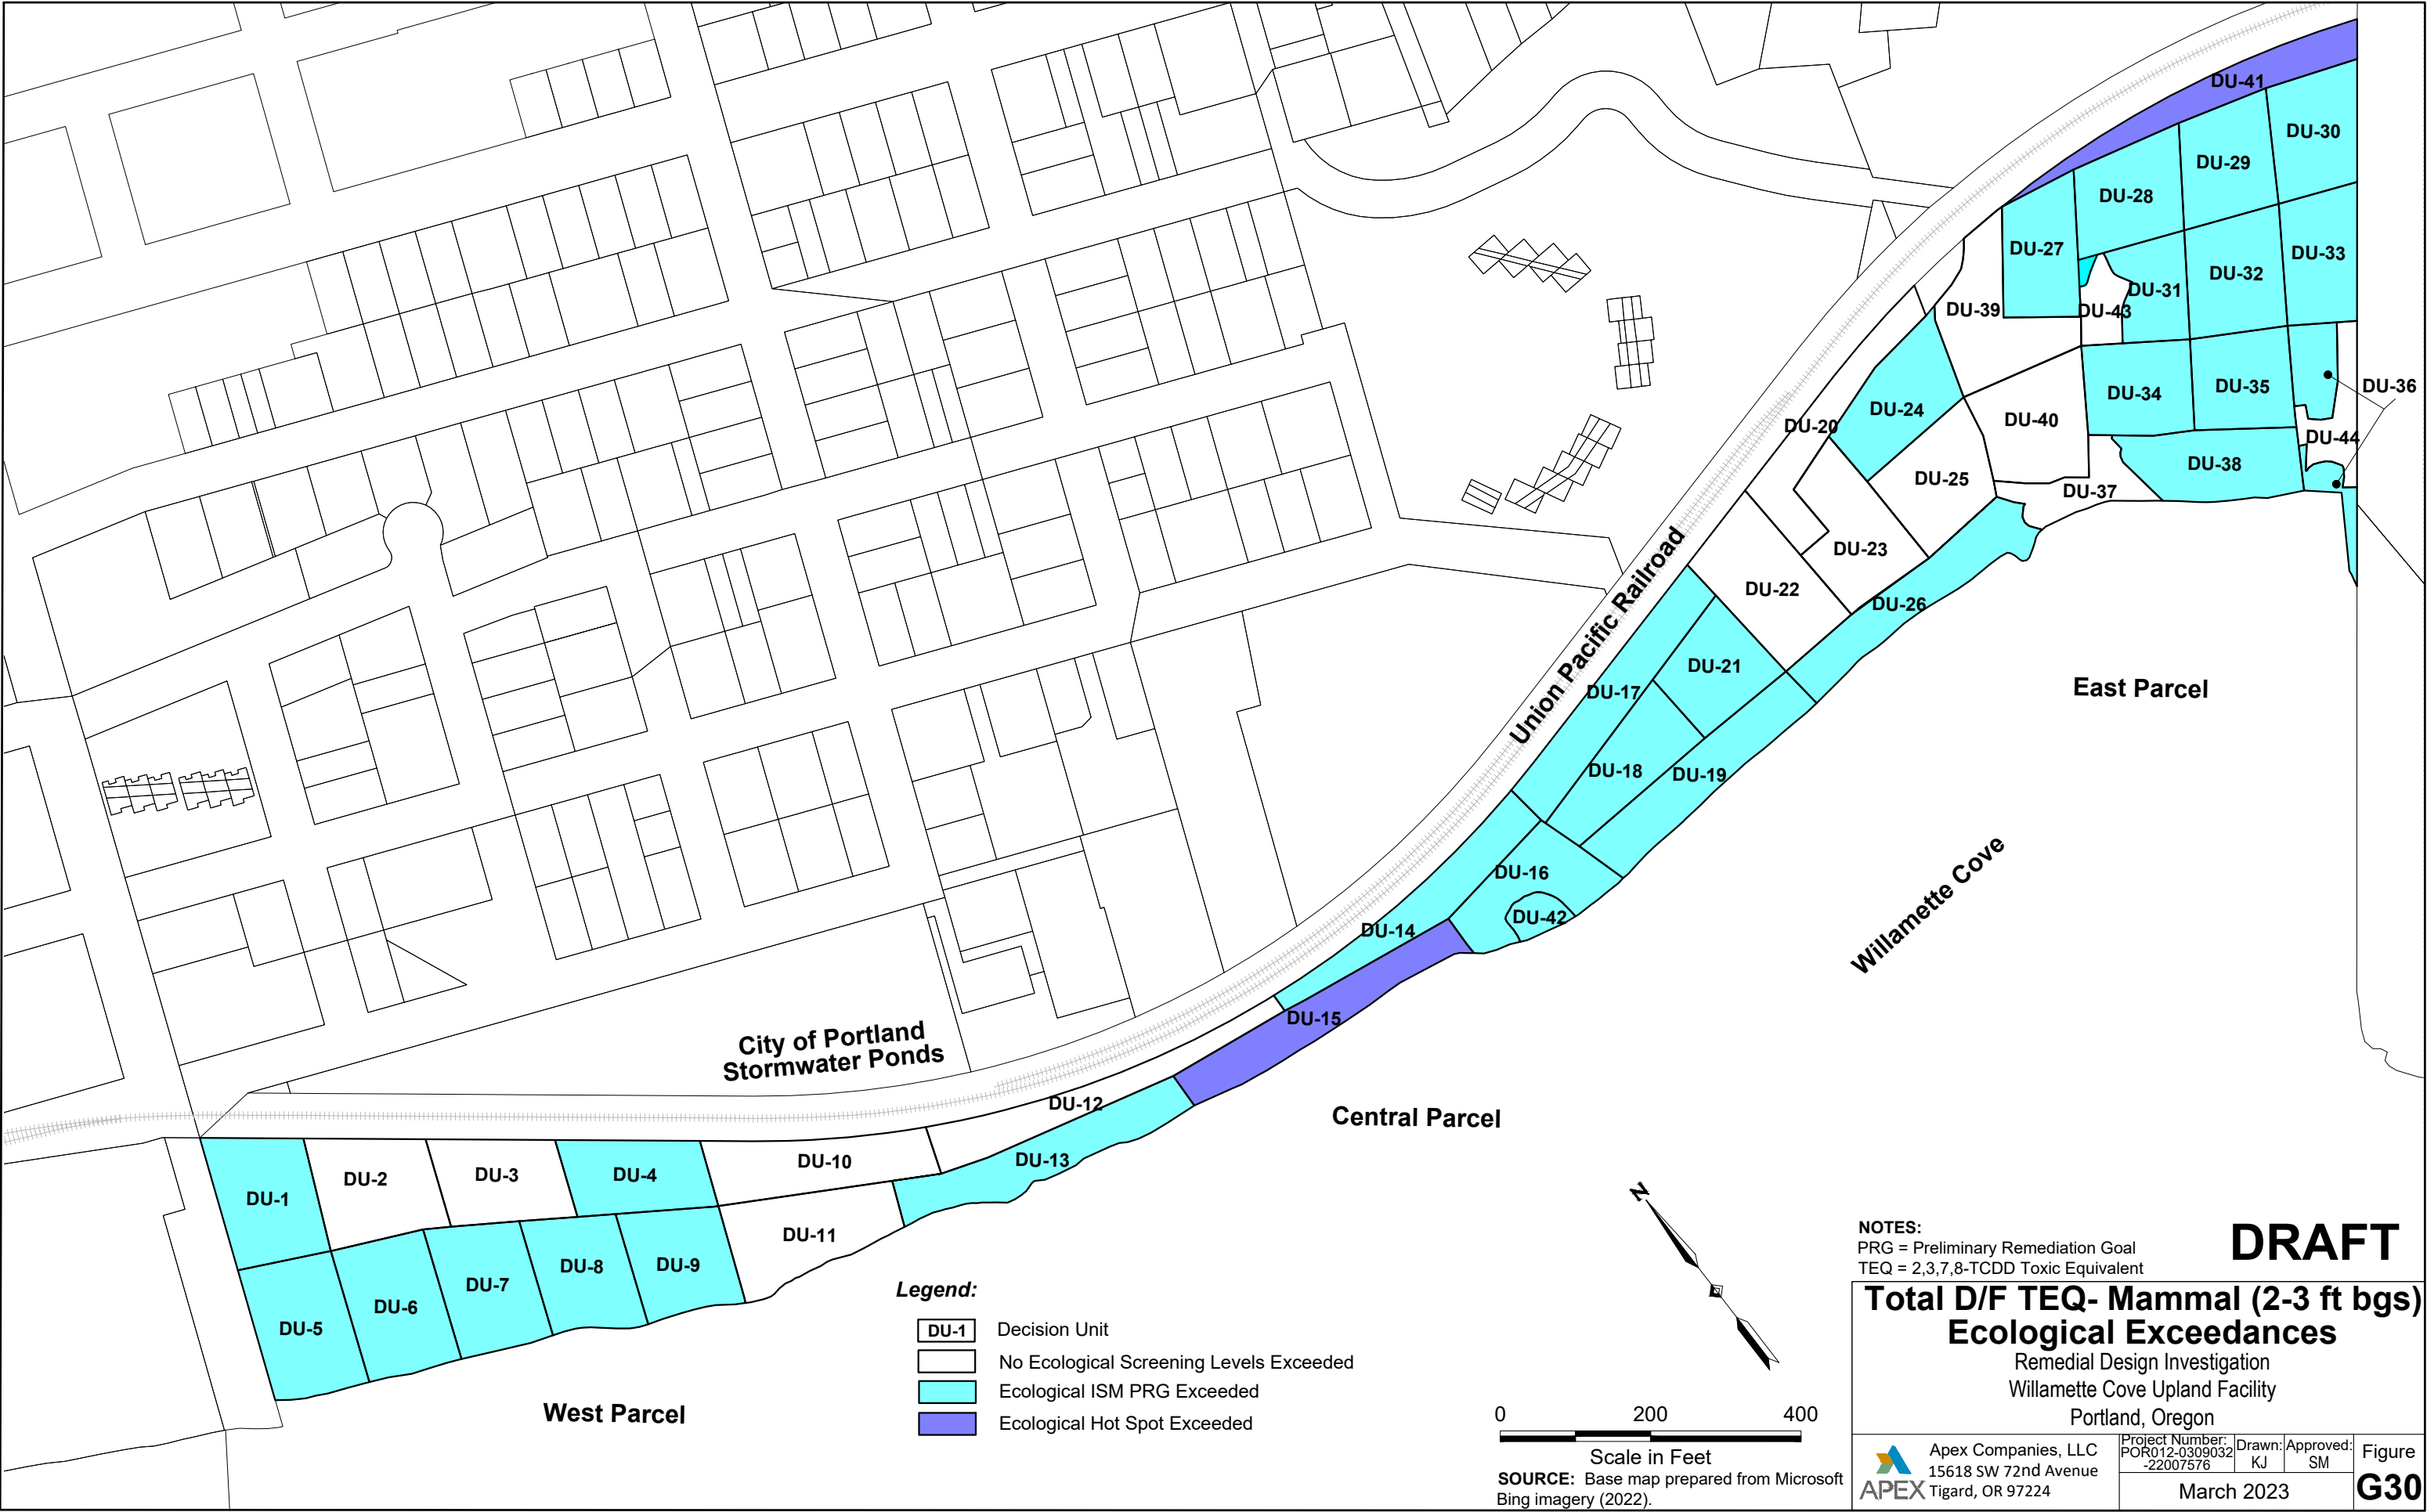 DU-41
DU-30
DU-29
DU-28
DU-27
DU-33
DU-32
DU-31
DU-39
DU-43
DU-36
DU-35
DU-34
DU-24
DU-20
DU-40
DU-44
DU-38
DU-25
DU-37
DU-23
DU-22
DU-26
Union Pacific Railroad
DU-21
DU-17
East Parcel
DU-18
DU-19
DU-16
DU-42
DU-14
Willamette Cove
DU-15
City of Portland
Stormwater Ponds
DU-12
Central Parcel
DU-13
DU-10
DU-4
DU-3
DU-2
DU-1
DU-11
DU-9
DU-8
DU-7
DU-6
DU-5
West Parcel
Legend:
DU-1 Decision Unit
No Ecological Screening Levels Exceeded
Ecological ISM PRG Exceeded
Ecological Hot Spot Exceeded
N
0 200 400
Scale in Feet
SOURCE: Base map prepared from Microsoft
Bing imagery (2022).
NOTES:
PRG = Preliminary Remediation Goal
TEQ = 2,3,7,8-TCDD Toxic Equivalent
DRAFT
Total D/F TEQ- Mammal (2-3 ft bgs)
Ecological Exceedances
Remedial Design Investigation
Willamette Cove Upland Facility
Portland, Oregon
APEX
Apex Companies, LLC
15618 SW 72nd Avenue
Tigard, OR 97224
Project Number:
POR012-0309032
-22007576
Drawn:
KJ
Approved:
SM
March 2023
Figure
G30